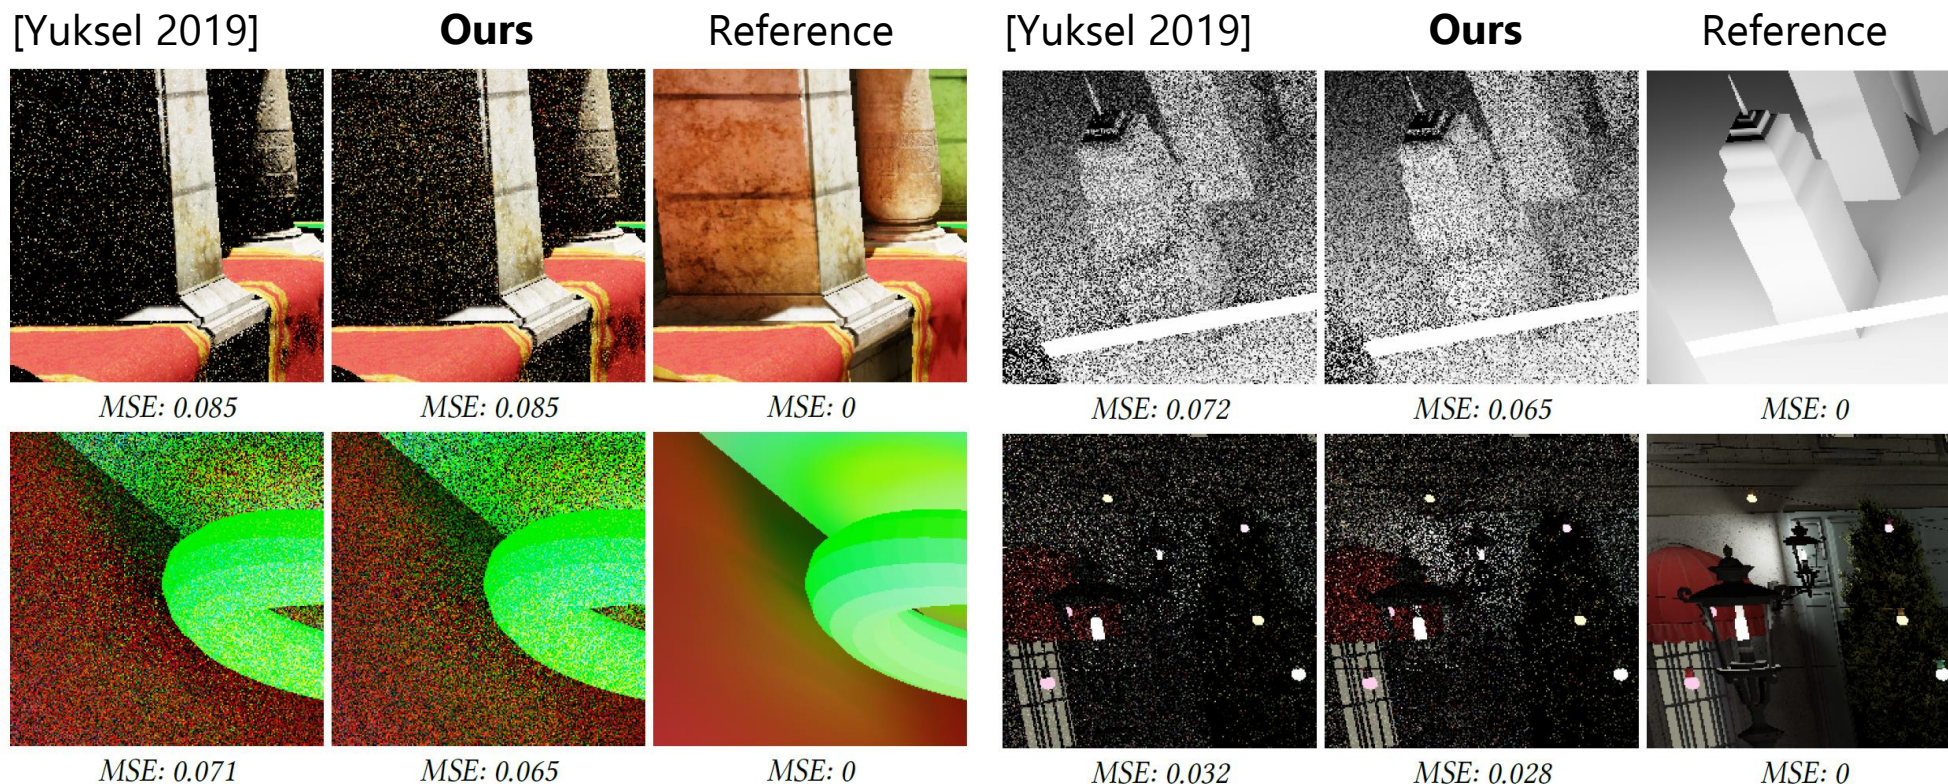 [Yuksel 2019] Ours Reference [Yuksel 2019] Ours Reference
MSE: 0.085 MSE: 0.085 MSE: 0 MSE: 0.072 MSE: 0.065 MSE: 0
MSE: 0.071 MSE: 0.065 MSE: 0 MSE: 0.032 MSE: 0.028 MSE: 0